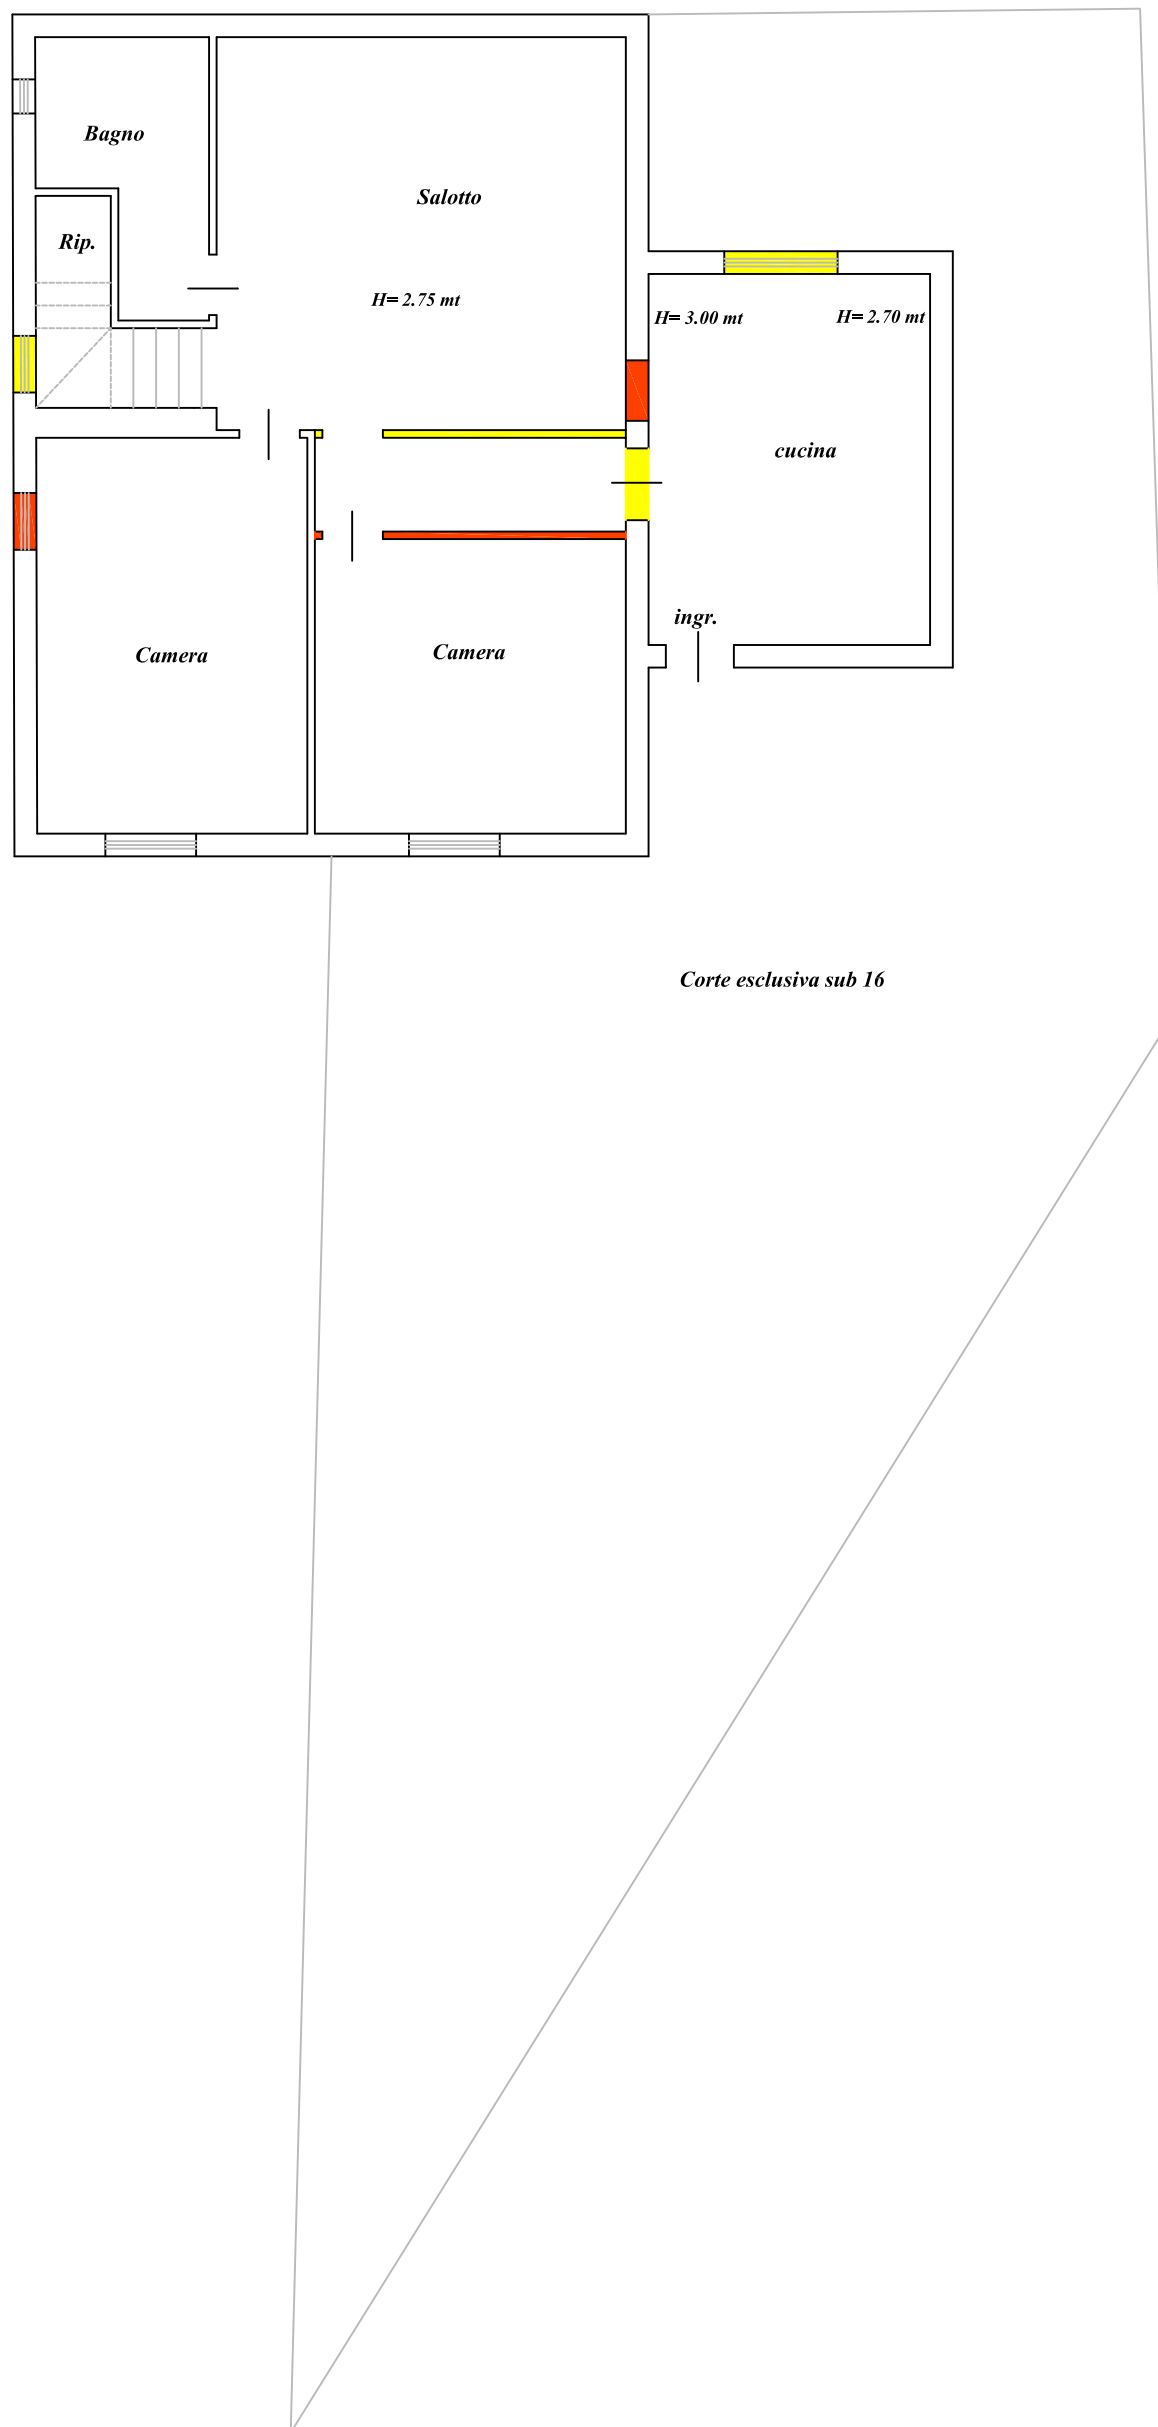 Bagno
Salotto
Rip.
H= 2.75 mt
H= 3.00 mt
H= 2.70 mt
cucina
ingr.
Camera
Camera
Corte esclusiva sub 16